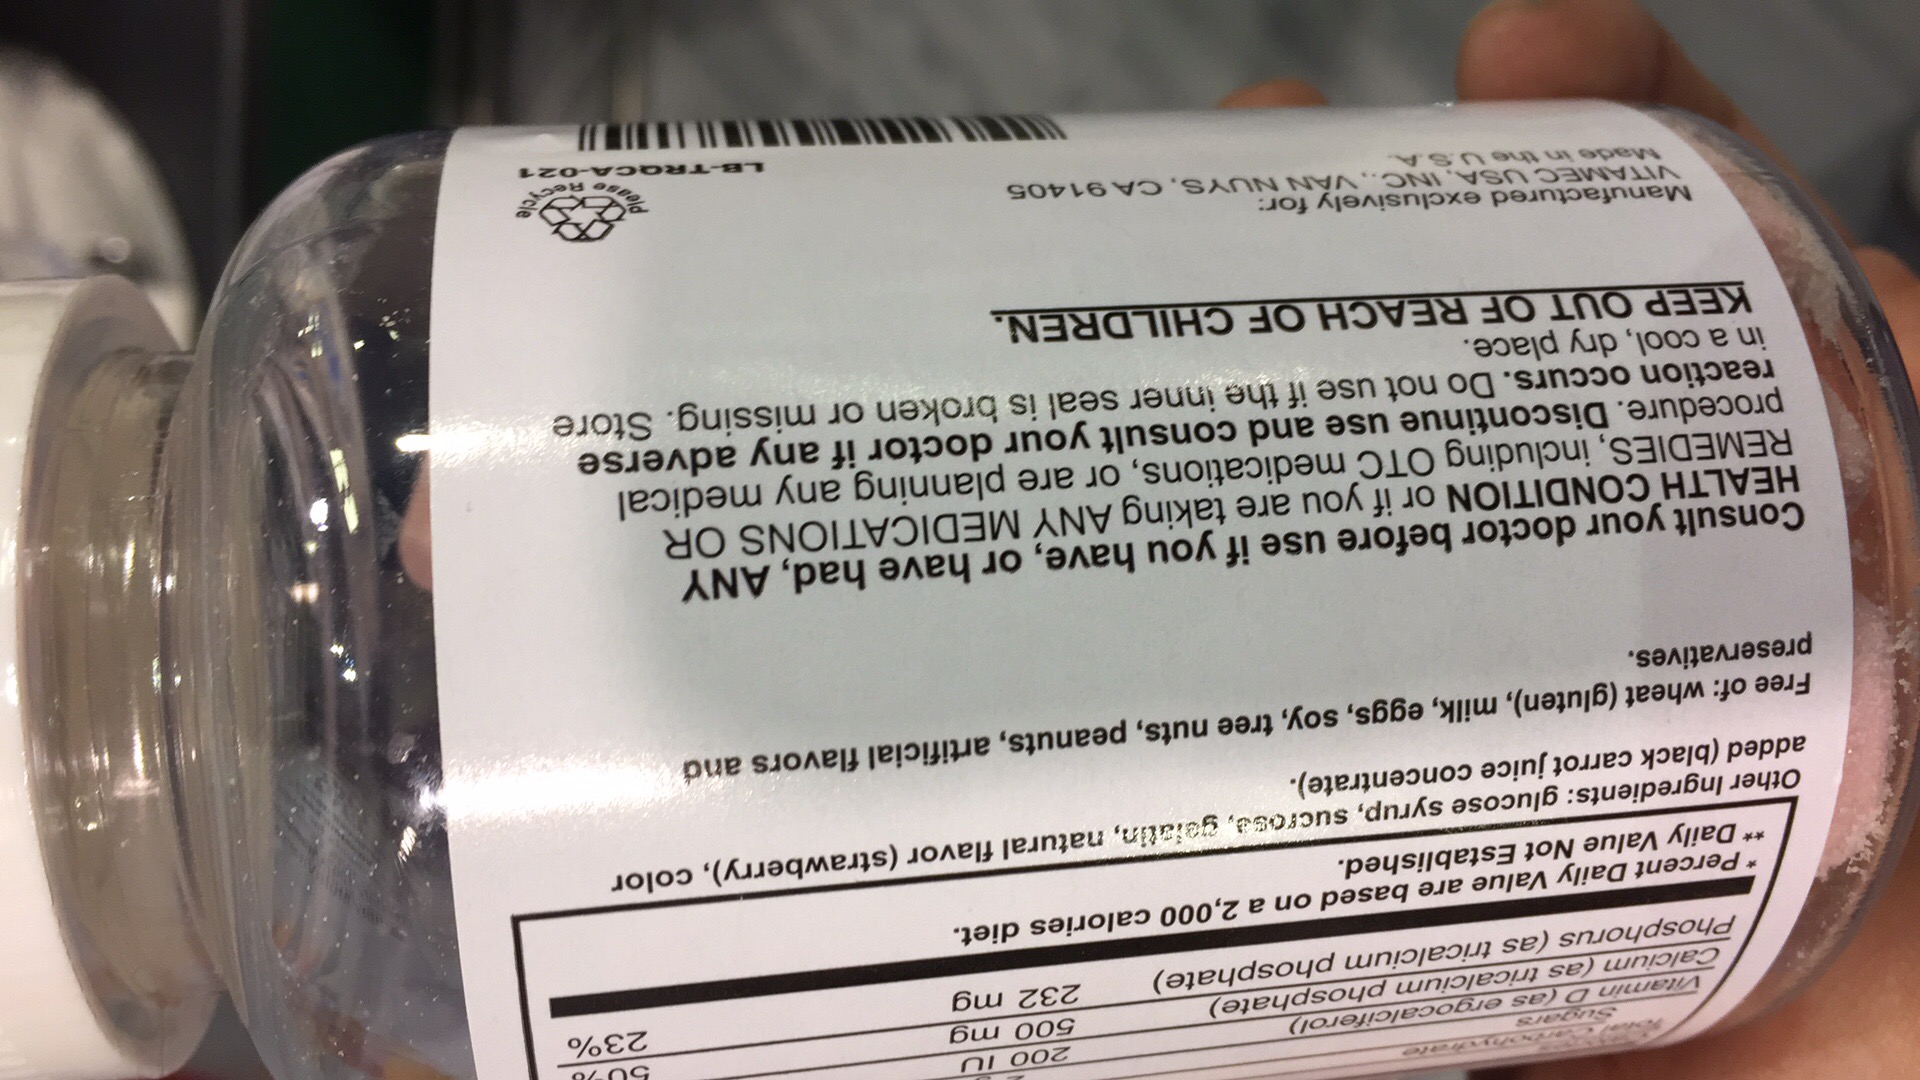 Total Carbohydrate
Sugars
Vitamin D (as ergocalciferol) 200 IU 50%
Calcium (as tricalcium phosphate) 500 mg
Phosphorus (as tricalcium phosphate) 232 mg 23%
* Percent Daily Value are based on a 2,000 calories diet.
** Daily Value Not Established.
Other Ingredients: glucose syrup, sucrose, gelatin, natural flavor (strawberry), color
added (black carrot juice concentrate).
Free of: wheat (gluten), milk, eggs, soy, tree nuts, peanuts, artificial flavors and
preservatives.
Consult your doctor before use if you have, or have had, ANY
HEALTH CONDITION or if you are taking ANY MEDICATIONS OR
REMEDIES, including OTC medications, or are planning any medical
procedure. Discontinue use and consult your doctor if any adverse
reaction occurs. Do not use if the inner seal is broken or missing. Store
in a cool, dry place.
KEEP OUT OF REACH OF CHILDREN.
Manufactured exclusively for:
VITAMEC USA, INC., VAN NUYS, CA 91405
Made in the U.S.A.
Please Recycle
LB-TRQCA-021